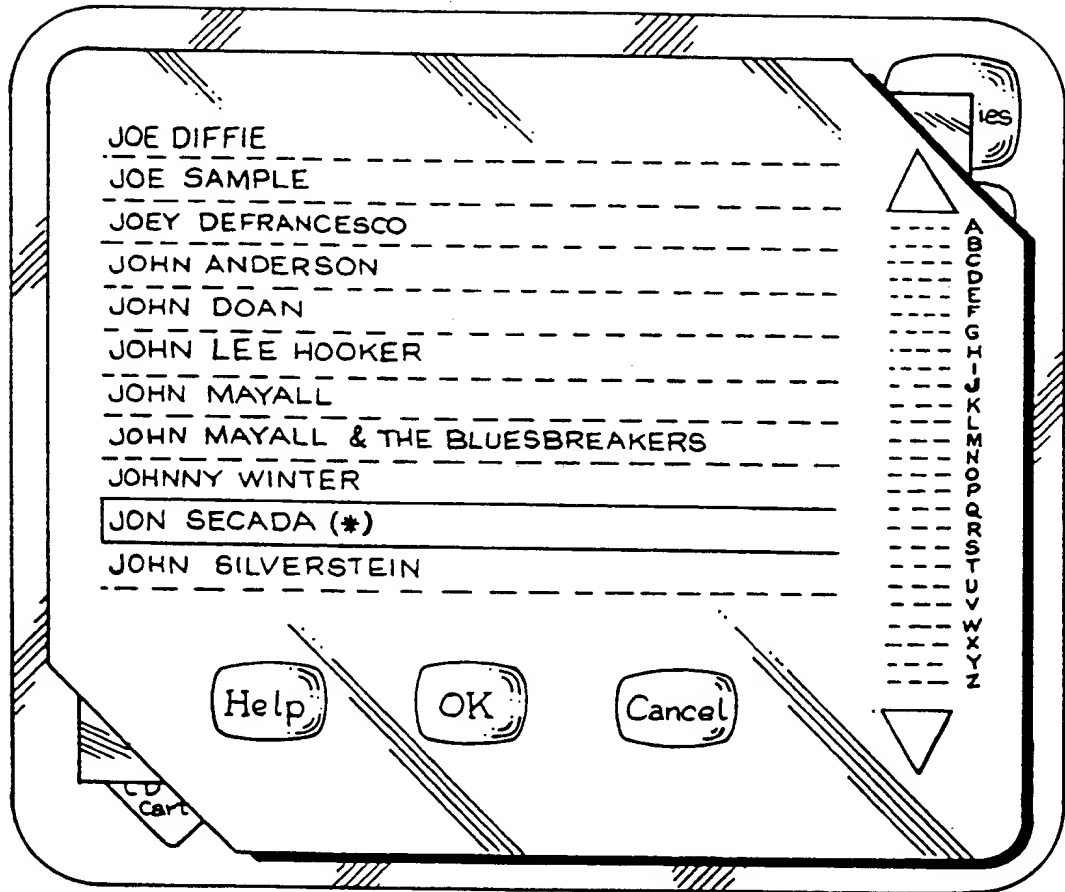 ies
JOE DIFFIE
JOE SAMPLE
JOEY DEFRANCESCO
JOHN ANDERSON
JOHN DOAN
JOHN LEE HOOKER
JOHN MAYALL
JOHN MAYALL & THE BLUESBREAKERS
JOHNNY WINTER
JON SECADA (*)
JOHN SILVERSTEIN
A
B
C
D
E
F
G
H
I
J
K
L
M
N
O
P
Q
R
S
T
U
V
W
X
Y
Z
Help
OK
Cancel
CD
Cart